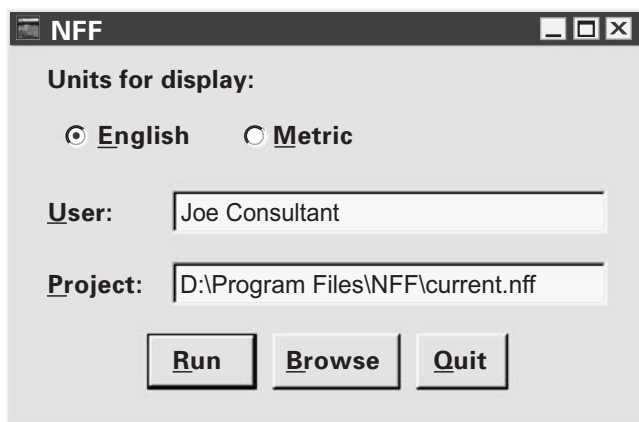 NFF
Units for display:
English Metric
User: Joe Consultant
Project: D:\Program Files\NFF\current.nff
Run Browse Quit